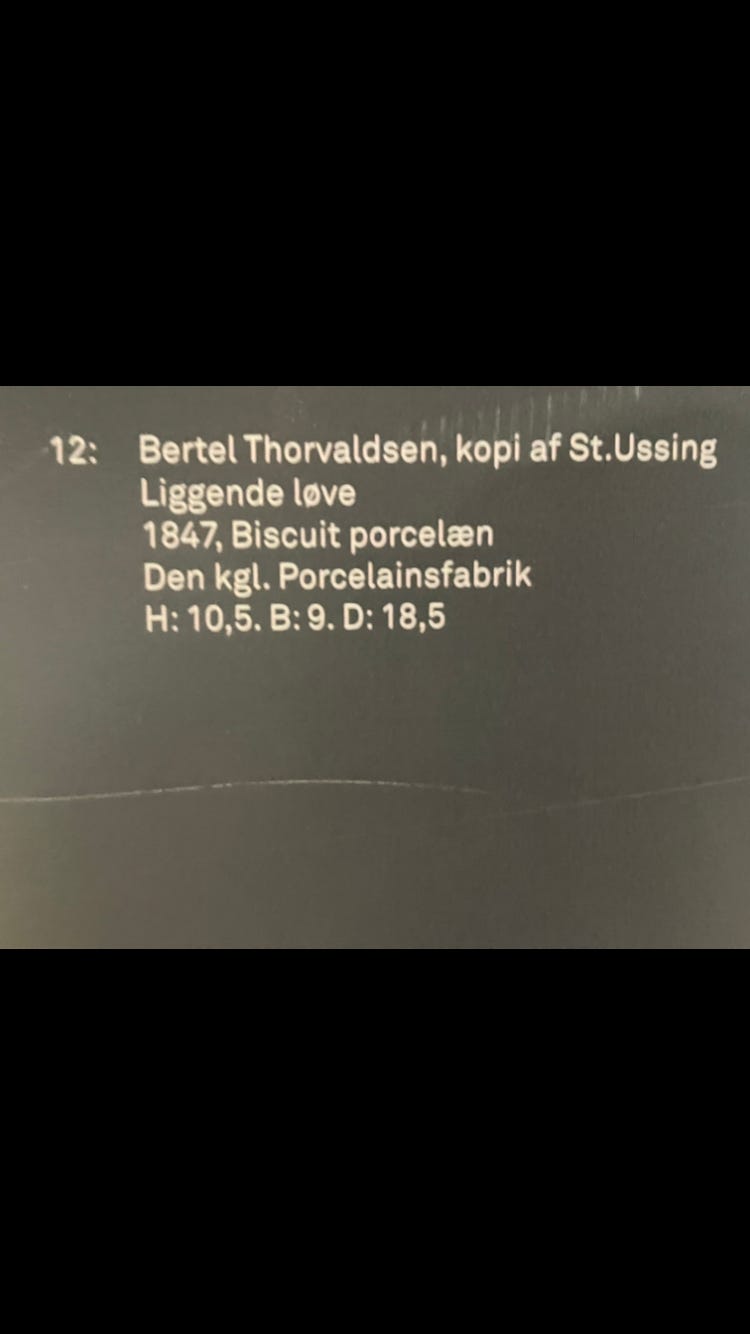 12: Bertel Thorvaldsen, kopi af St.Ussing
Liggende løve
1847, Biscuit porcelæn
Den kgl. Porcelainsfabrik
H: 10,5. B: 9. D: 18,5